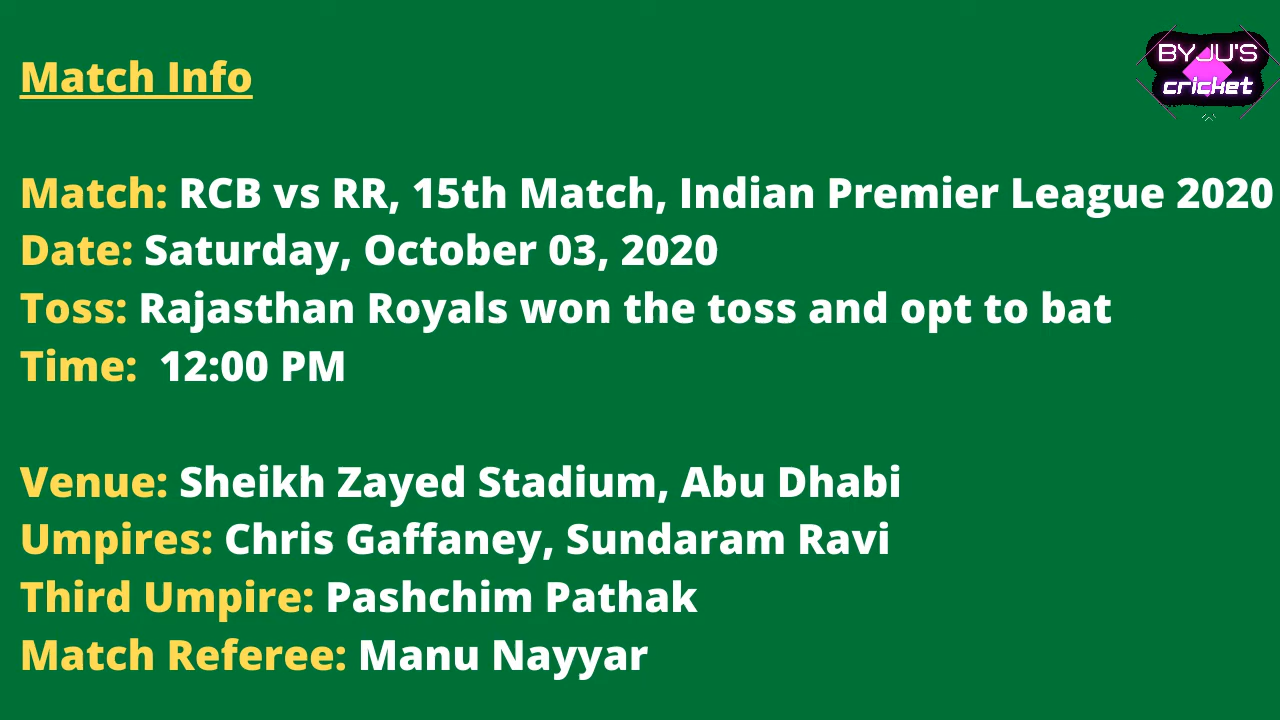 Match Info
BYJU'S
cricket
Match: RCB vs RR, 15th Match, Indian Premier League 2020
Date: Saturday, October 03, 2020
Toss: Rajasthan Royals won the toss and opt to bat
Time: 12:00 PM
Venue: Sheikh Zayed Stadium, Abu Dhabi
Umpires: Chris Gaffaney, Sundaram Ravi
Third Umpire: Pashchim Pathak
Match Referee: Manu Nayyar